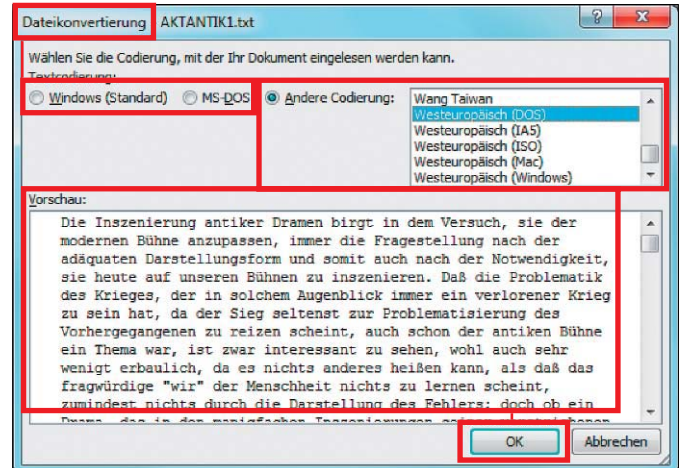 Dateikonvertierung AKTANTIK1.txt
Wählen Sie die Codierung, mit der Ihr Dokument eingelesen werden kann.
Textcodierung:
Windows (Standard) MS-DOS Andere Codierung:
Wang Taiwan
Westeuropäisch (DOS)
Westeuropäisch (IA5)
Westeuropäisch (ISO)
Westeuropäisch (Mac)
Westeuropäisch (Windows)
Vorschau:
Die Inszenierung antiker Dramen birgt in dem Versuch, sie der
modernen Bühne anzupassen, immer die Fragestellung nach der
adäquaten Darstellungsform und somit auch nach der Notwendigkeit,
sie heute auf unseren Bühnen zu inszenieren. Daß die Problematik
des Krieges, der in solchem Augenblick immer ein verlorener Krieg
zu sein hat, da der Sieg seltenst zur Problematisierung des
Vorhergegangenen zu reizen scheint, auch schon der antiken Bühne
ein Thema war, ist zwar interessant zu sehen, wohl auch sehr
wenigt erbaulich, da es nichts anderes heißen kann, als daß das
fragwürdige "wir" der Menschheit nichts zu lernen scheint,
zumindest nichts durch die Darstellung des Fehlers; doch ob ein
Drama, das in den manigfachen Inszenierungen
OK Abbrechen